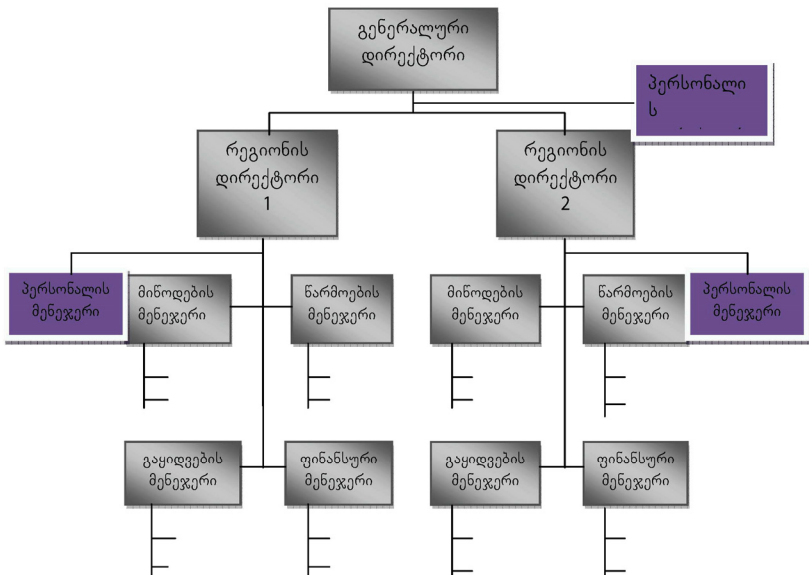 გენერალური
დირექტორი
პერსონალი
ს
რეგიონის
დირექტორი
1
რეგიონის
დირექტორი
2
პერსონალის
მენეჯერი
მიწოდების
მენეჯერი
წარმოების
მენეჯერი
მიწოდების
მენეჯერი
წარმოების
მენეჯერი
პერსონალის
მენეჯერი
გაყიდვების
მენეჯერი
ფინანსური
მენეჯერი
გაყიდვების
მენეჯერი
ფინანსური
მენეჯერი